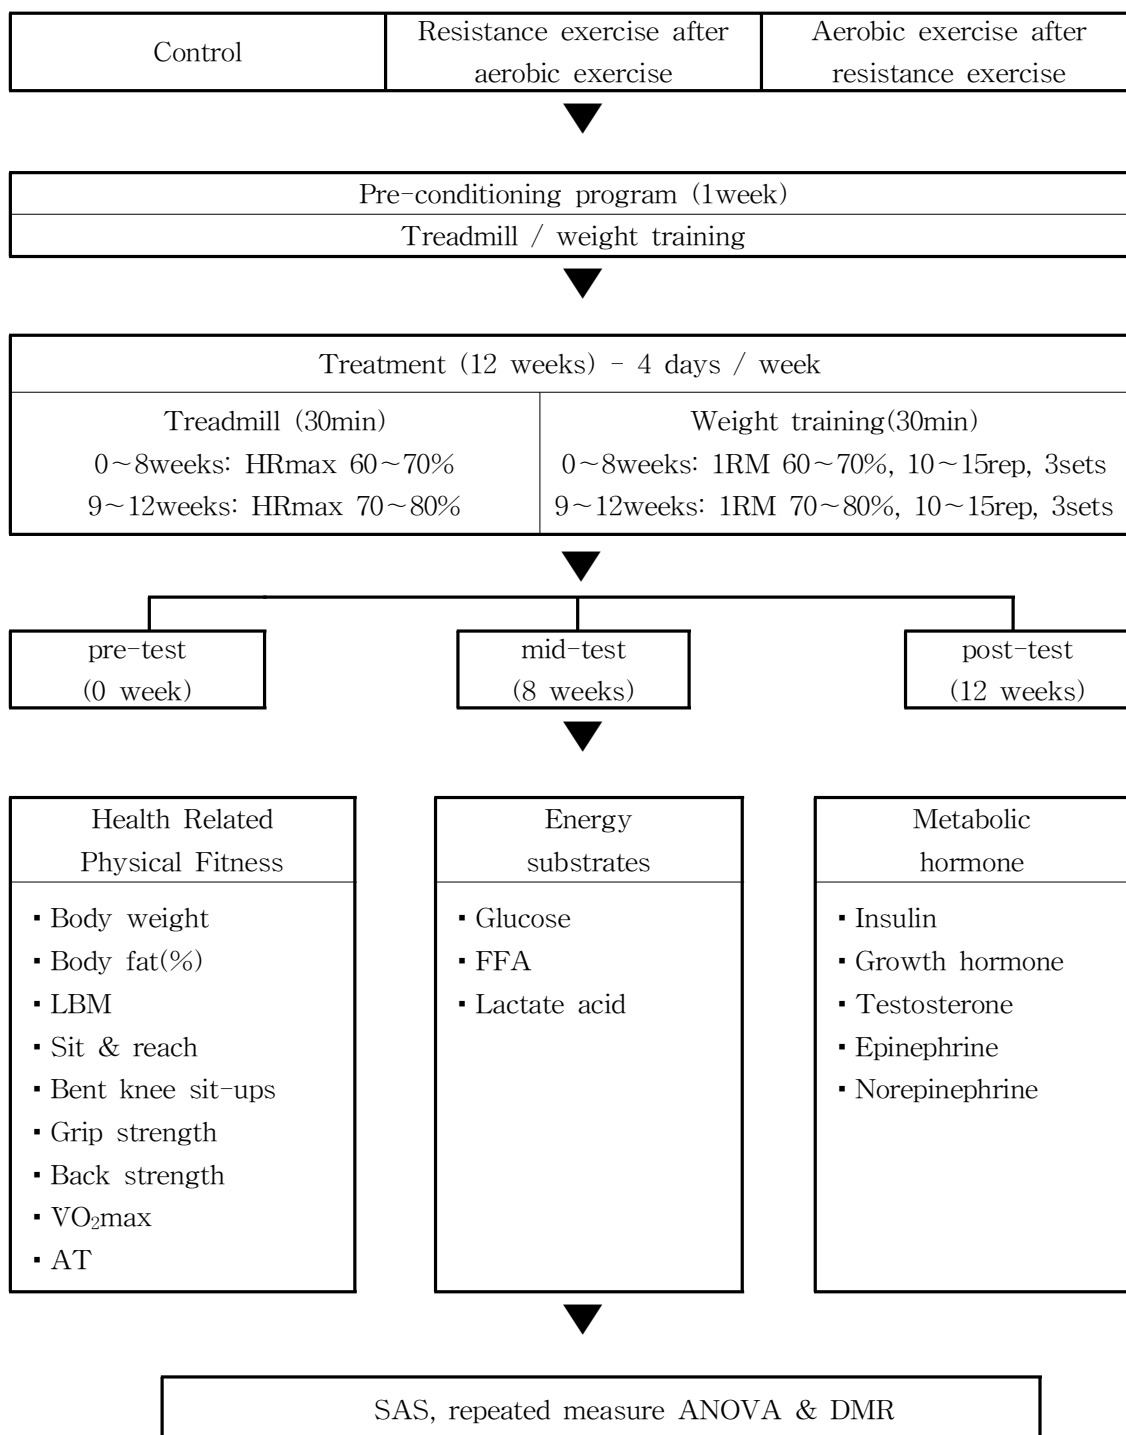 Control
Resistance exercise after
aerobic exercise
Aerobic exercise after
resistance exercise
Pre-conditioning program (1week)
Treadmill / weight training
Treatment (12 weeks) - 4 days / week
Treadmill (30min)
0~8weeks: HRmax 60~70%
9~12weeks: HRmax 70~80%
Weight training(30min)
0~8weeks: 1RM 60~70%, 10~15rep, 3sets
9~12weeks: 1RM 70~80%, 10~15rep, 3sets
pre-test
(0 week)
mid-test
(8 weeks)
post-test
(12 weeks)
Health Related
Physical Fitness
▪ Body weight
▪ Body fat(%)
▪ LBM
▪ Sit & reach
▪ Bent knee sit-ups
▪ Grip strength
▪ Back strength
▪ V̇O₂max
▪ AT
Energy
substrates
▪ Glucose
▪ FFA
▪ Lactate acid
Metabolic
hormone
▪ Insulin
▪ Growth hormone
▪ Testosterone
▪ Epinephrine
▪ Norepinephrine
SAS, repeated measure ANOVA & DMR